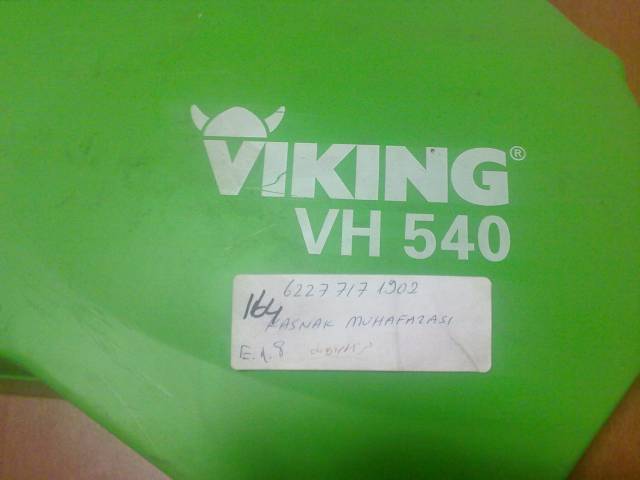 VIKING®
VH 540
6227 717 1902
164
KASNAK MUHAFAZASI
E.1.8